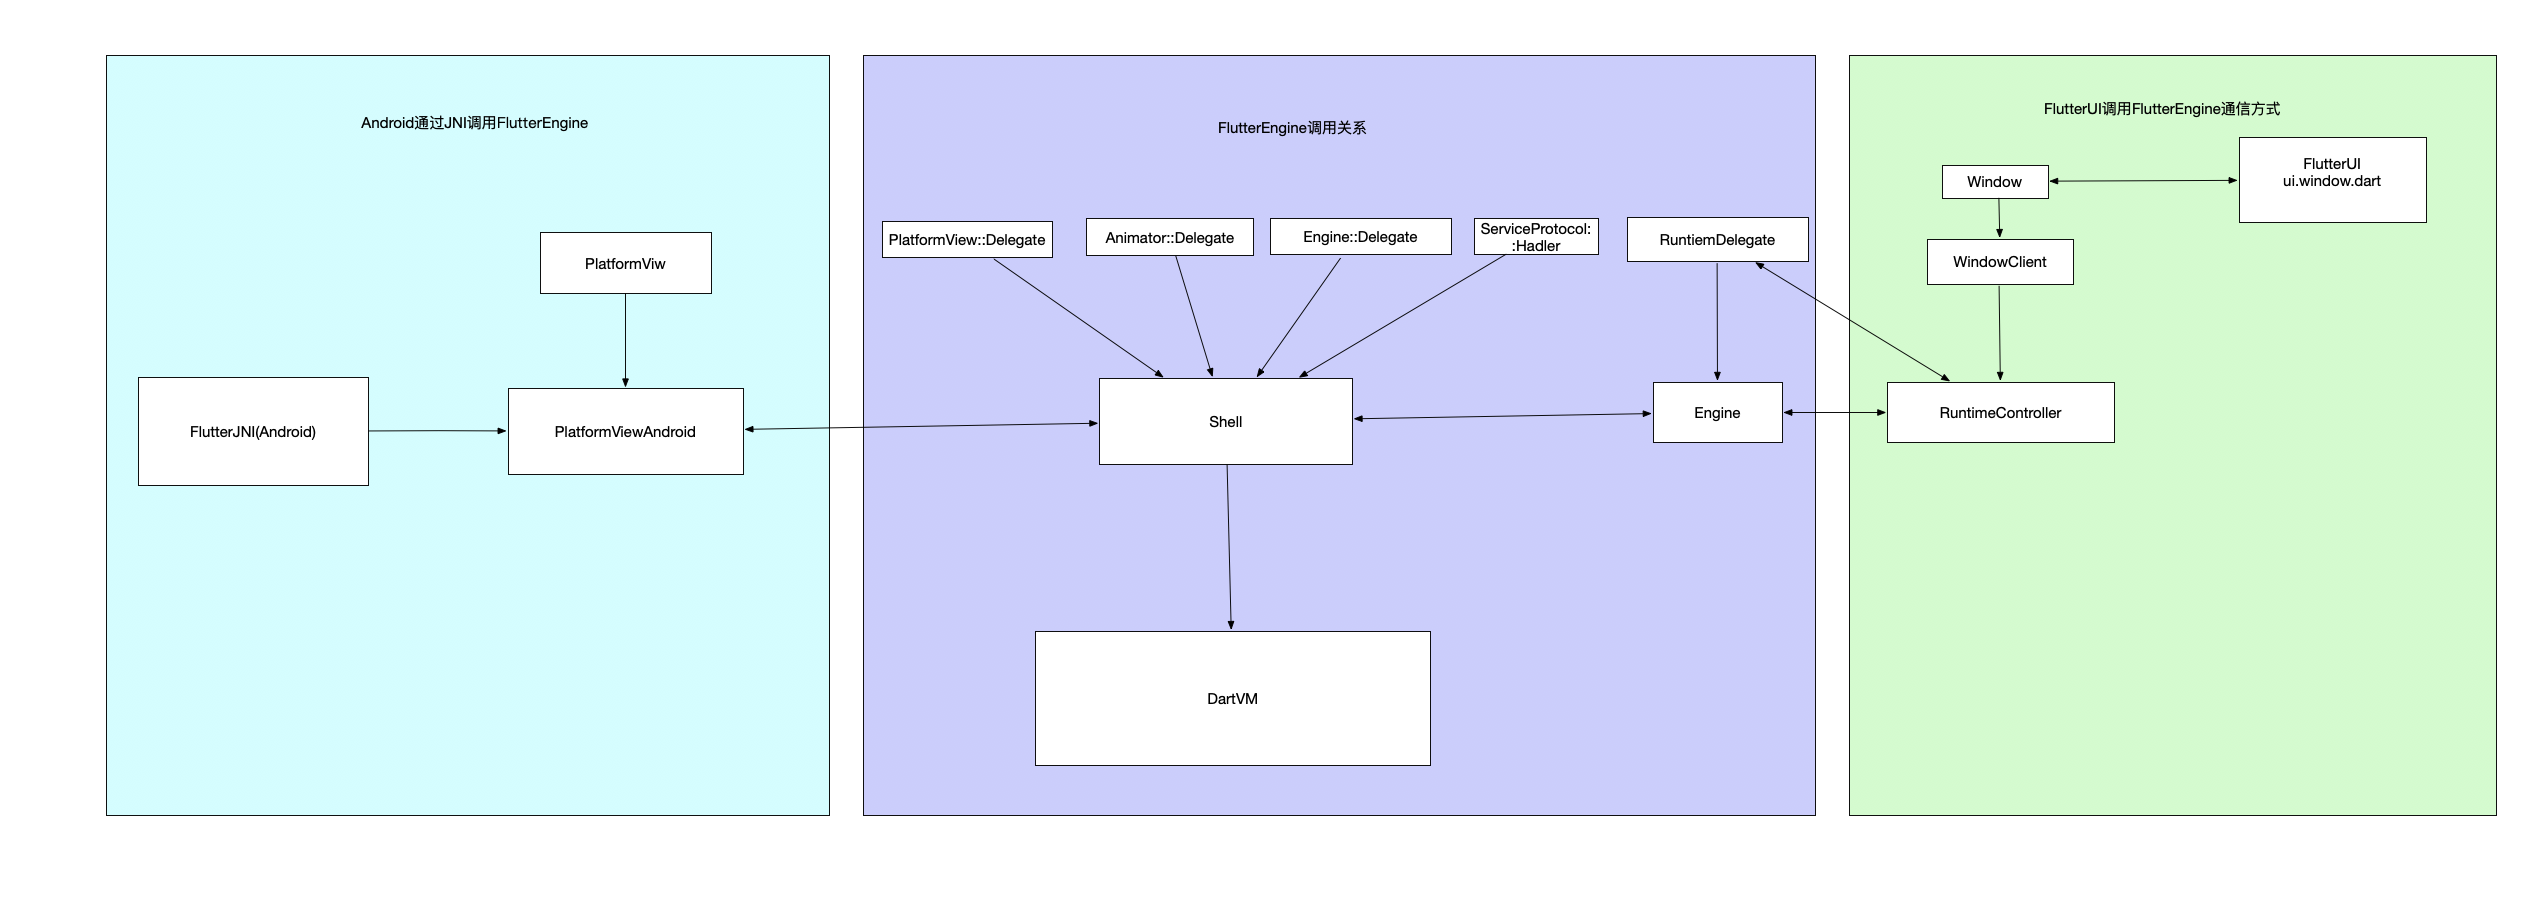 Android通过JNI调用FlutterEngine
PlatformViw
FlutterJNI(Android)
PlatformViewAndroid
FlutterEngine调用关系
PlatformView::Delegate
Animator::Delegate
Engine::Delegate
ServiceProtocol:
:Hadler
RuntiemDelegate
Shell
Engine
DartVM
FlutterUI调用FlutterEngine通信方式
Window
FlutterUI
ui.window.dart
WindowClient
RuntimeController